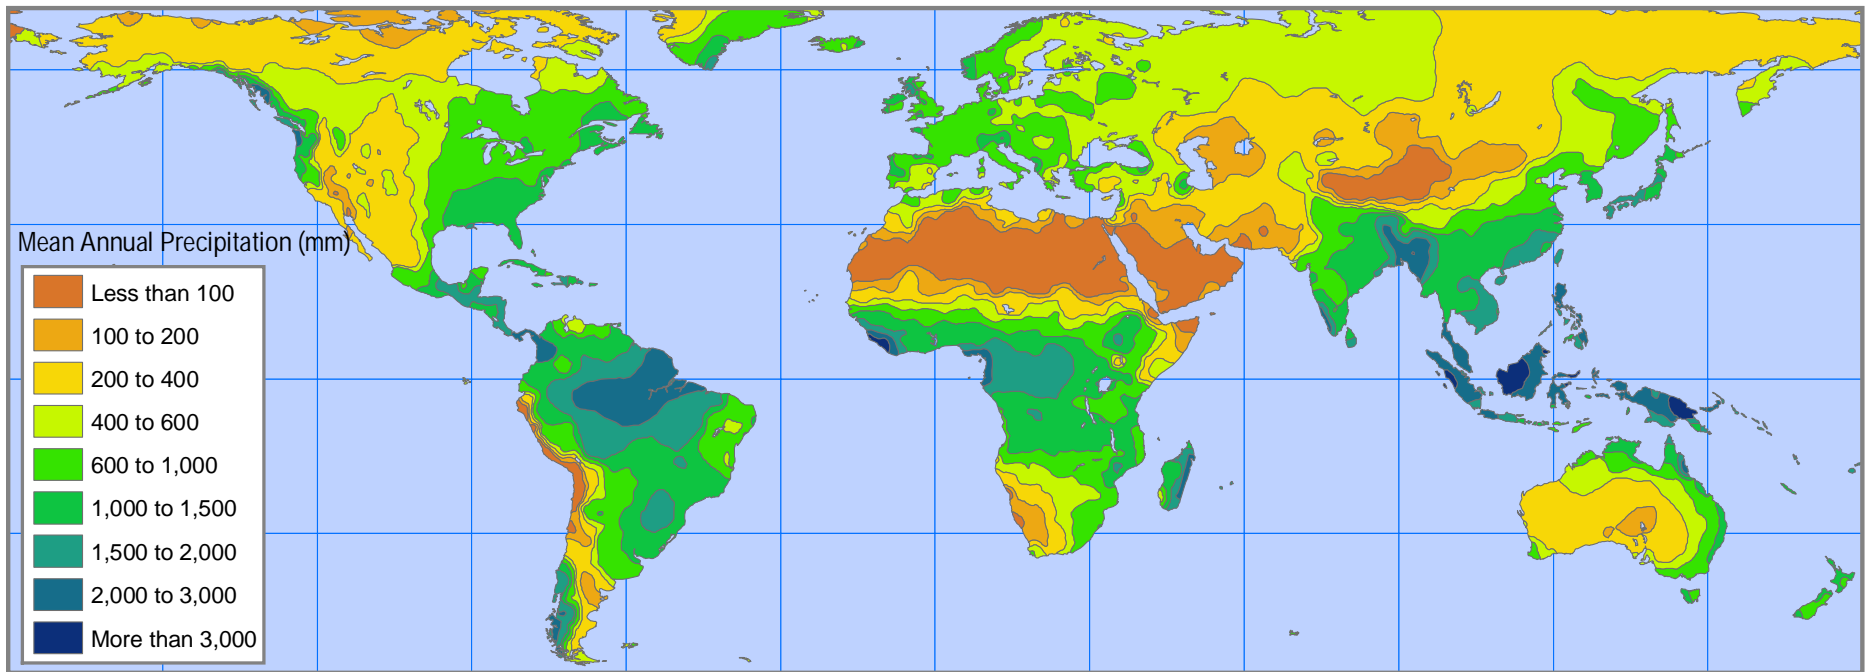 Mean Annual Precipitation (mm)
Less than 100
100 to 200
200 to 400
400 to 600
600 to 1,000
1,000 to 1,500
1,500 to 2,000
2,000 to 3,000
More than 3,000